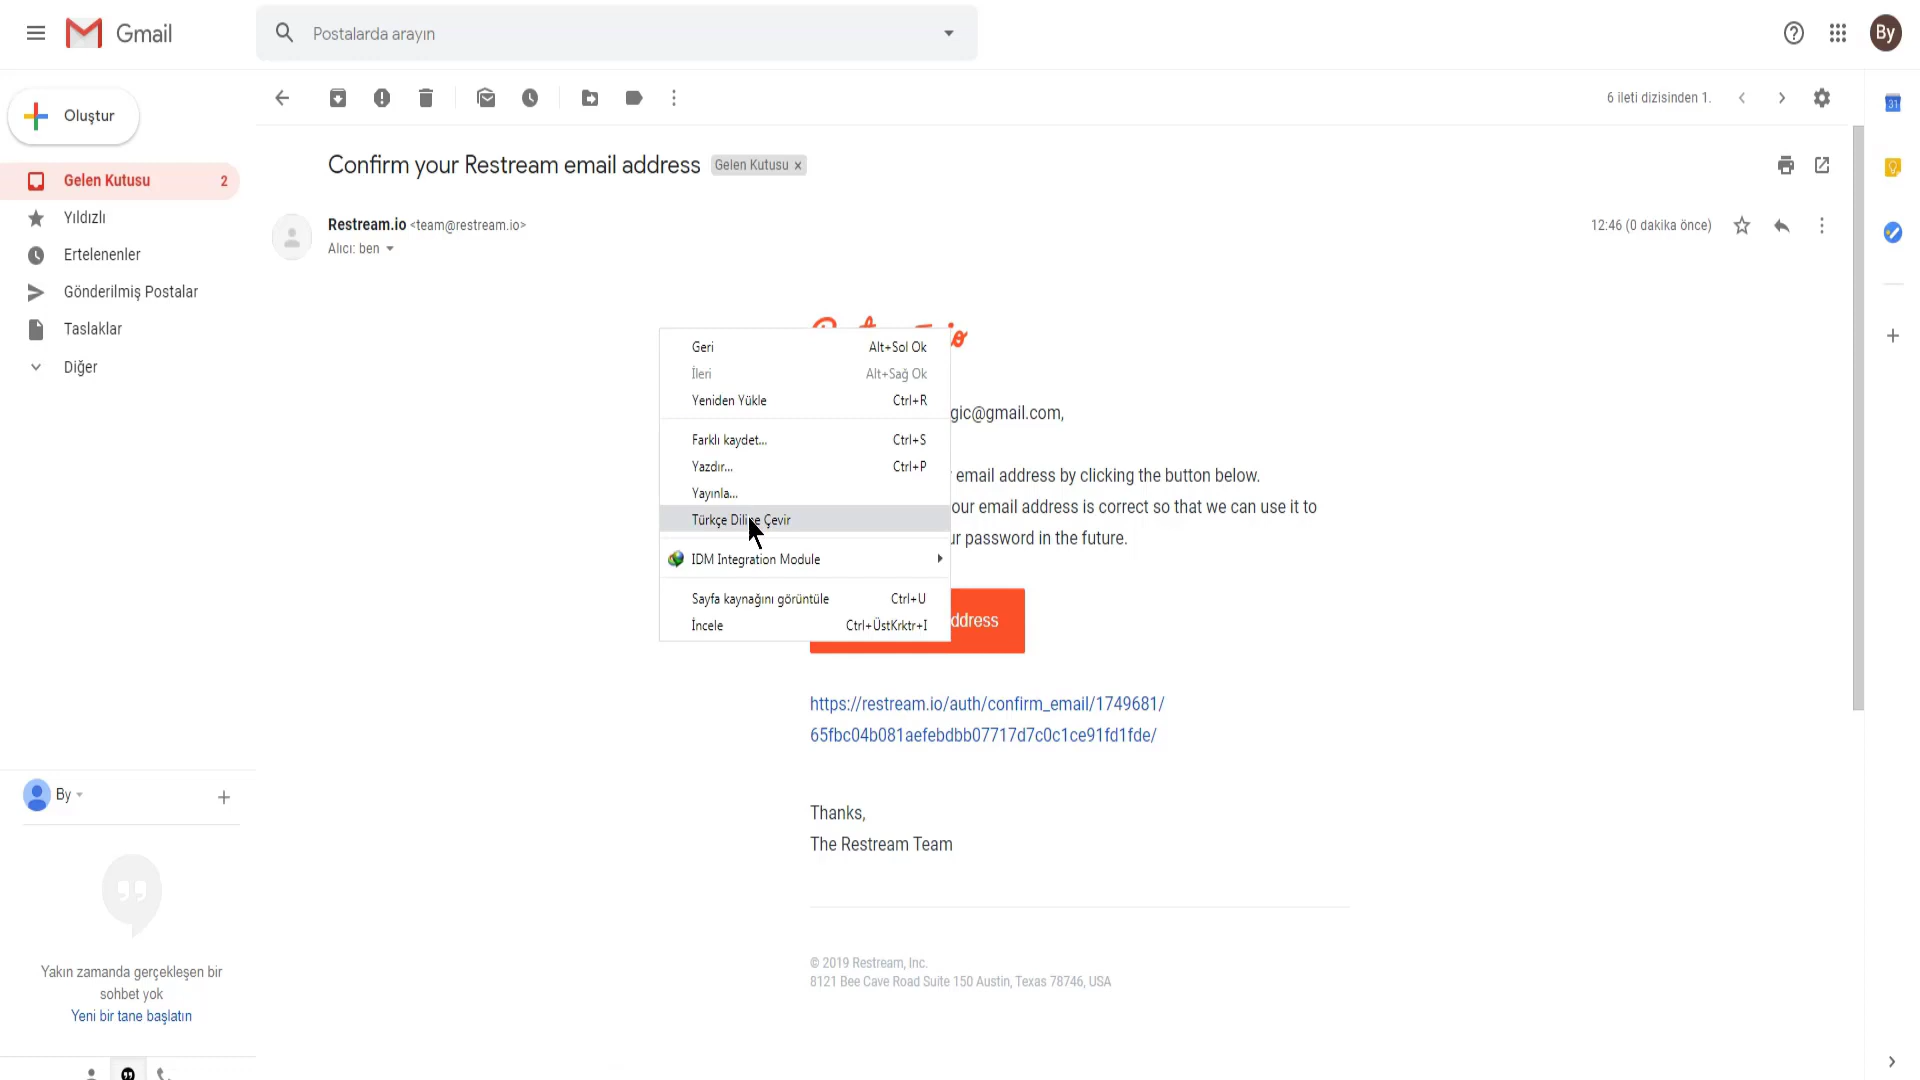 Gmail
Postalarda arayın
By
Oluştur
6 ileti dizisinden 1.
31
Confirm your Restream email address
Gelen Kutusu x
Gelen Kutusu 2
Yıldızlı
Ertelenenler
Gönderilmiş Postalar
Taslaklar
Diğer
Restream.io <team@restream.io>
12:46 (0 dakika önce)
Alıcı: ben
Geri Alt+Sol Ok
İleri Alt+Sağ Ok
Yeniden Yükle Ctrl+R
Farklı kaydet... Ctrl+S
Yazdır... Ctrl+P
Yayınla...
Türkçe Diline Çevir
IDM Integration Module
Sayfa kaynağını görüntüle Ctrl+U
İncele Ctrl+ÜstKrktr+I
gic@gmail.com,
email address by clicking the button below.
our email address is correct so that we can use it to
ur password in the future.
ddress
https://restream.io/auth/confirm_email/1749681/
65fbc04b081aefebdbb07717d7c0c1ce91fd1fde/
Thanks,
The Restream Team
© 2019 Restream, Inc.
8121 Bee Cave Road Suite 150 Austin, Texas 78746, USA
By
Yakın zamanda gerçekleşen bir
sohbet yok
Yeni bir tane başlatın